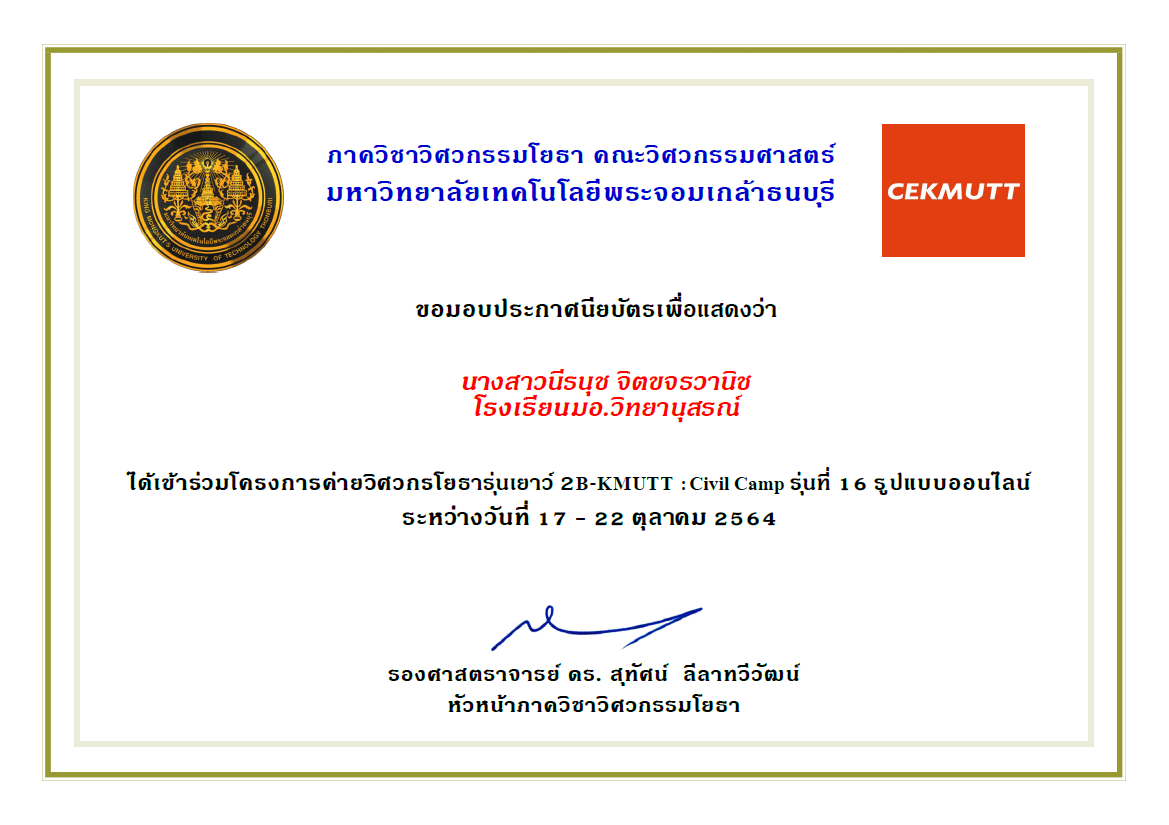 ภาควิชาวิศวกรรมโยธา คณะวิศวกรรมศาสตร์
มหาวิทยาลัยเทคโนโลยีพระจอมเกล้าธนบุรี
KING MONGKUT'S UNIVERSITY OF TECHNOLOGY THONBURI
มหาวิทยาลัยเทคโนโลยีพระจอมเกล้าธนบุรี
CEKMUTT
ขอมอบประกาศนียบัตรเพื่อแสดงว่า
นางสาวนีรนุช จิตขจรวานิช
โรงเรียนมอ.วิทยานุสรณ์
ได้เข้าร่วมโครงการค่ายวิศวกรโยธารุ่นเยาว์ 2B-KMUTT : Civil Camp รุ่นที่ 16 รูปแบบออนไลน์
ระหว่างวันที่ 17 – 22 ตุลาคม 2564
รองศาสตราจารย์ ดร. สุทัศน์ ลีลาทวีวัฒน์
หัวหน้าภาควิชาวิศวกรรมโยธา